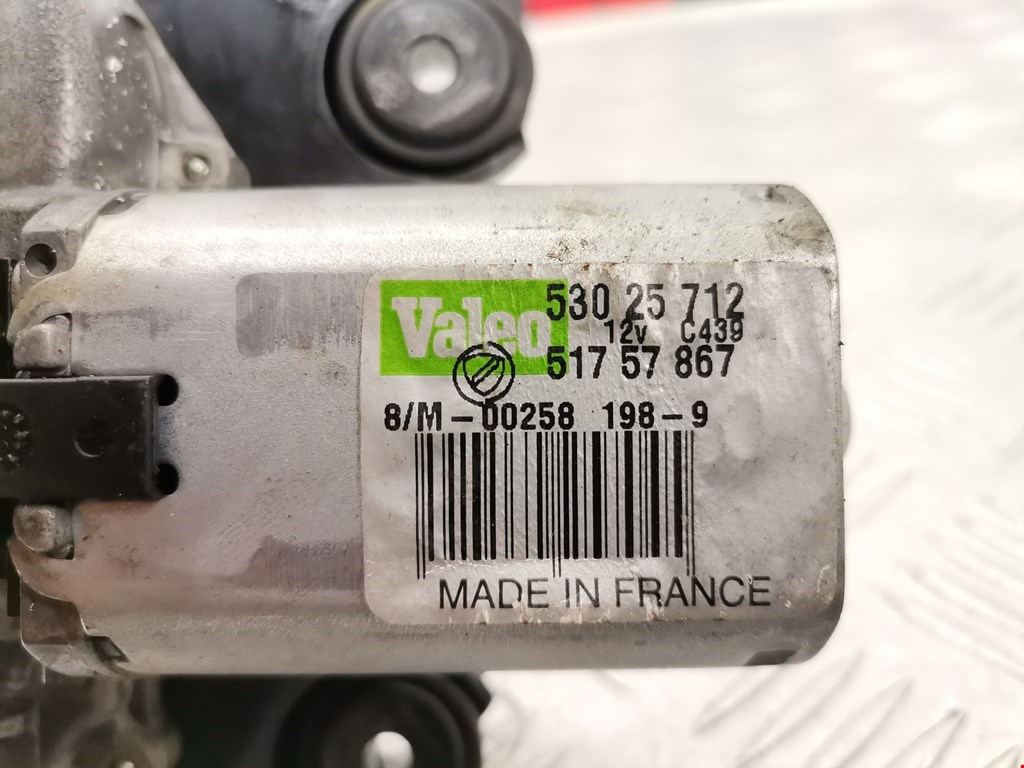 Valeo 530 25 712
12v C439
517 57 867
8/M-00258 198-9
MADE IN FRANCE